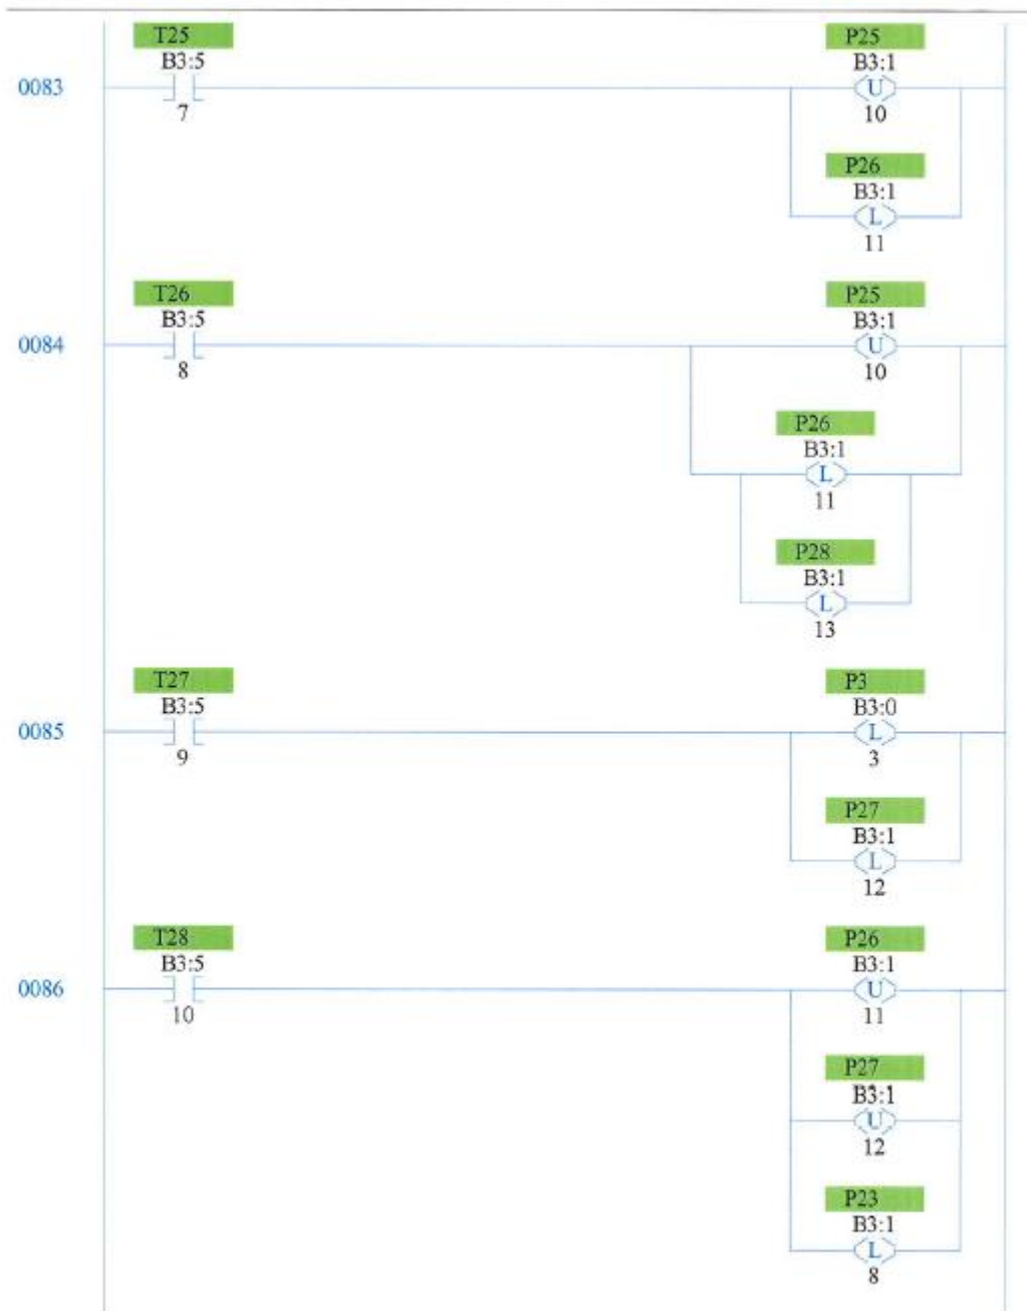 T25 P25
B3:5 B3:1
0083 U
7 10
P26
B3:1
L
11
T26 P25
B3:5 B3:1
0084 U
8 10
P26
B3:1
L
11
P28
B3:1
L
13
T27 P3
B3:5 B3:0
0085 L
9 3
P27
B3:1
L
12
T28 P26
B3:5 B3:1
0086 U
10 11
P27
B3:1
U
12
P23
B3:1
L
8